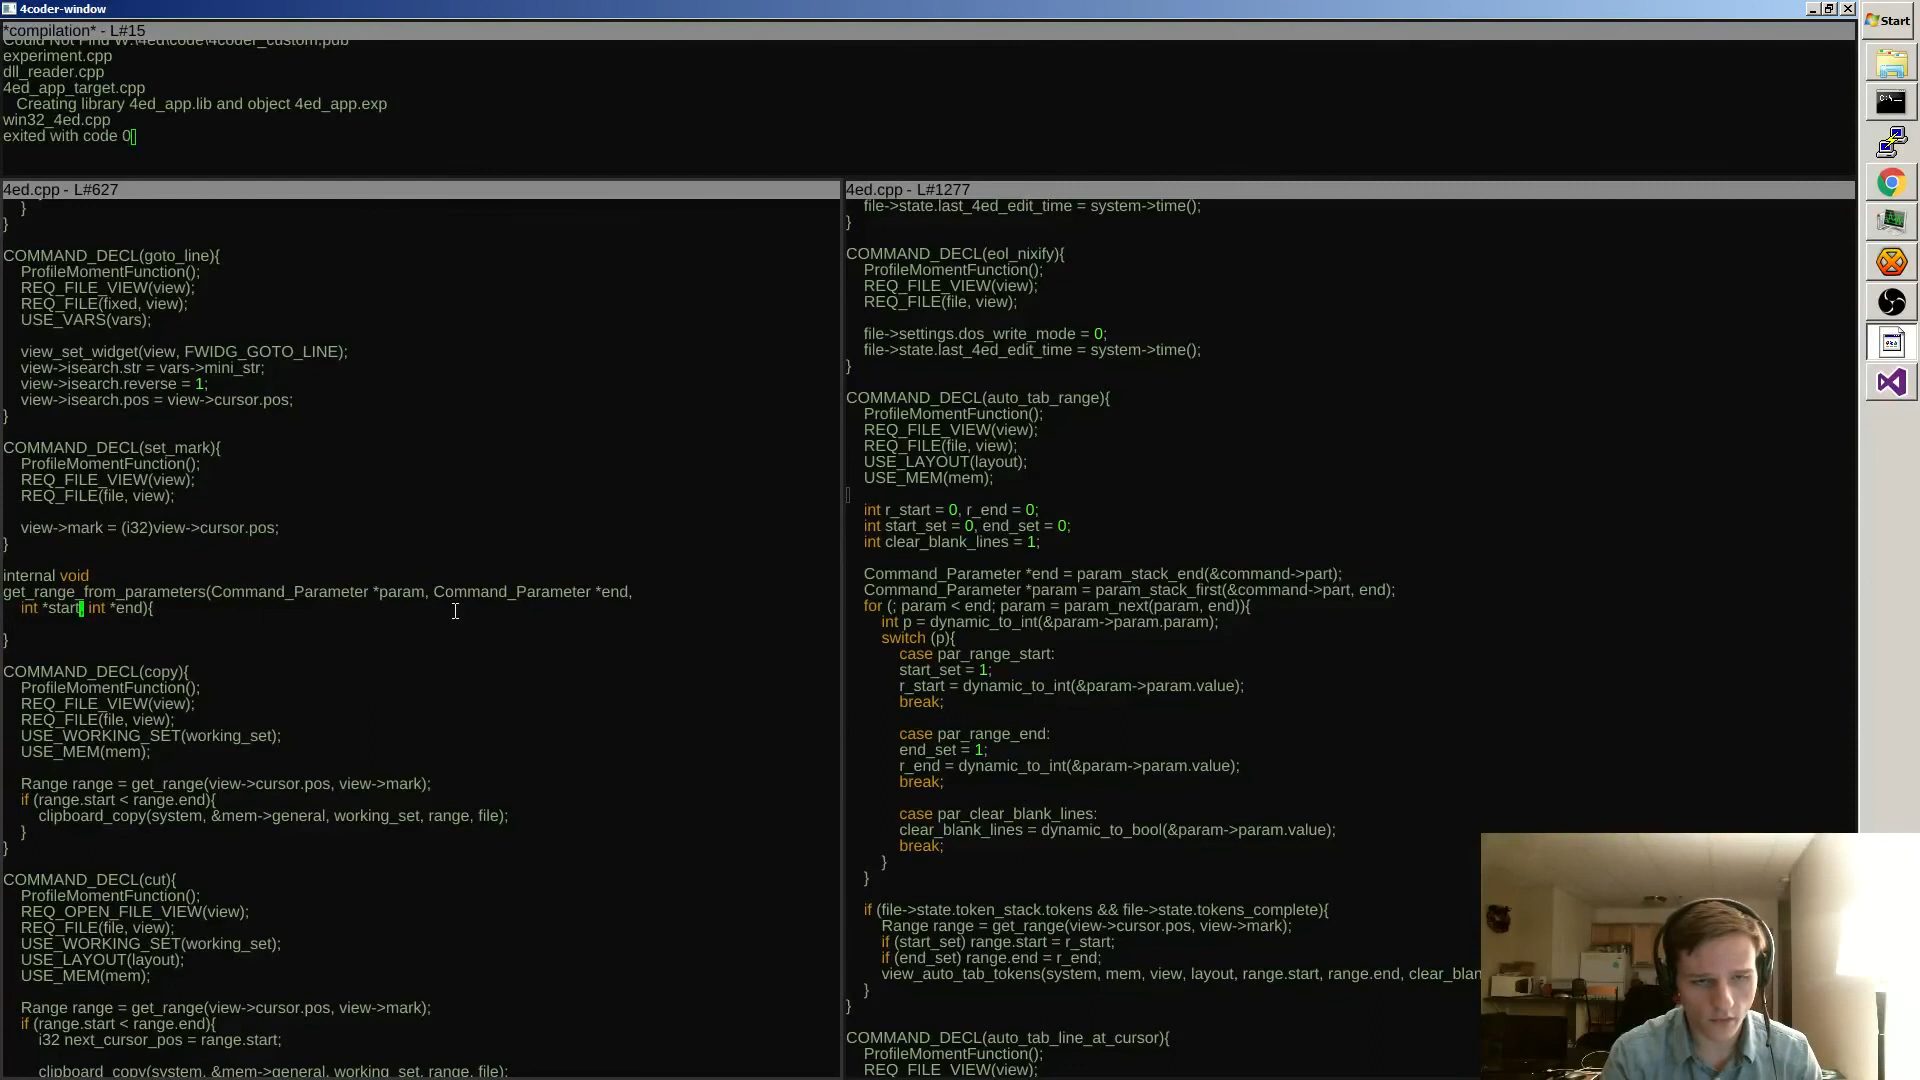 4coder-window
Start
*compilation* - L#15
Could Not Find W:\4ed\code\4coder_custom.pdb
experiment.cpp
dll_reader.cpp
4ed_app_target.cpp
Creating library 4ed_app.lib and object 4ed_app.exp
win32_4ed.cpp
exited with code 0
4ed.cpp - L#627
}
}
COMMAND_DECL(goto_line){
ProfileMomentFunction();
REQ_FILE_VIEW(view);
REQ_FILE(fixed, view);
USE_VARS(vars);
view_set_widget(view, FWIDG_GOTO_LINE);
view->isearch.str = vars->mini_str;
view->isearch.reverse = 1;
view->isearch.pos = view->cursor.pos;
}
COMMAND_DECL(set_mark){
ProfileMomentFunction();
REQ_FILE_VIEW(view);
REQ_FILE(file, view);
view->mark = (i32)view->cursor.pos;
}
internal void
get_range_from_parameters(Command_Parameter *param, Command_Parameter *end,
int *start, int *end){
}
COMMAND_DECL(copy){
ProfileMomentFunction();
REQ_FILE_VIEW(view);
REQ_FILE(file, view);
USE_WORKING_SET(working_set);
USE_MEM(mem);
Range range = get_range(view->cursor.pos, view->mark);
if (range.start < range.end){
clipboard_copy(system, &mem->general, working_set, range, file);
}
}
COMMAND_DECL(cut){
ProfileMomentFunction();
REQ_OPEN_FILE_VIEW(view);
REQ_FILE(file, view);
USE_WORKING_SET(working_set);
USE_LAYOUT(layout);
USE_MEM(mem);
Range range = get_range(view->cursor.pos, view->mark);
if (range.start < range.end){
i32 next_cursor_pos = range.start;
clipboard_copy(system, &mem->general, working_set, range, file);
4ed.cpp - L#1277
file->state.last_4ed_edit_time = system->time();
}
COMMAND_DECL(eol_nixify){
ProfileMomentFunction();
REQ_FILE_VIEW(view);
REQ_FILE(file, view);
file->settings.dos_write_mode = 0;
file->state.last_4ed_edit_time = system->time();
}
COMMAND_DECL(auto_tab_range){
ProfileMomentFunction();
REQ_FILE_VIEW(view);
REQ_FILE(file, view);
USE_LAYOUT(layout);
USE_MEM(mem);
int r_start = 0, r_end = 0;
int start_set = 0, end_set = 0;
int clear_blank_lines = 1;
Command_Parameter *end = param_stack_end(&command->part);
Command_Parameter *param = param_stack_first(&command->part, end);
for (; param < end; param = param_next(param, end)){
int p = dynamic_to_int(&param->param.param);
switch (p){
case par_range_start:
start_set = 1;
r_start = dynamic_to_int(&param->param.value);
break;
case par_range_end:
end_set = 1;
r_end = dynamic_to_int(&param->param.value);
break;
case par_clear_blank_lines:
clear_blank_lines = dynamic_to_bool(&param->param.value);
break;
}
}
if (file->state.token_stack.tokens && file->state.tokens_complete){
Range range = get_range(view->cursor.pos, view->mark);
if (start_set) range.start = r_start;
if (end_set) range.end = r_end;
view_auto_tab_tokens(system, mem, view, layout, range.start, range.end, clear_blan
}
}
COMMAND_DECL(auto_tab_line_at_cursor){
ProfileMomentFunction();
REQ_FILE_VIEW(view);